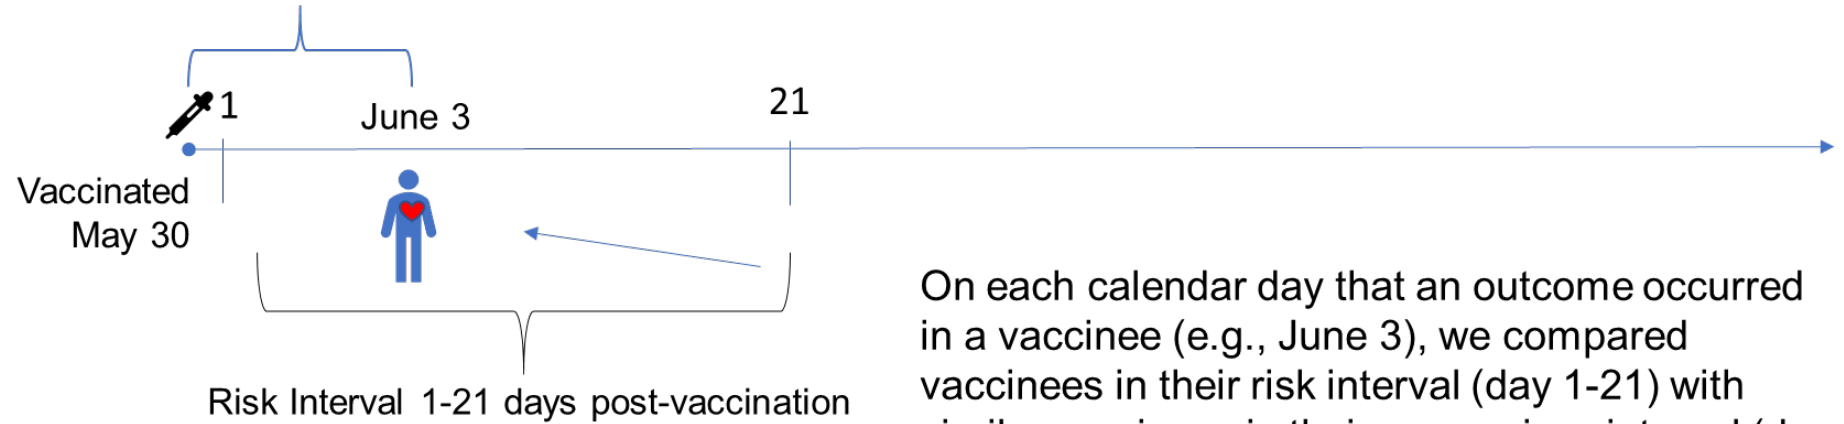 1
June 3
21
Vaccinated
May 30
On each calendar day that an outcome occurred
in a vaccinee (e.g., June 3), we compared
vaccinees in their risk interval (day 1-21) with
Risk Interval 1-21 days post-vaccination